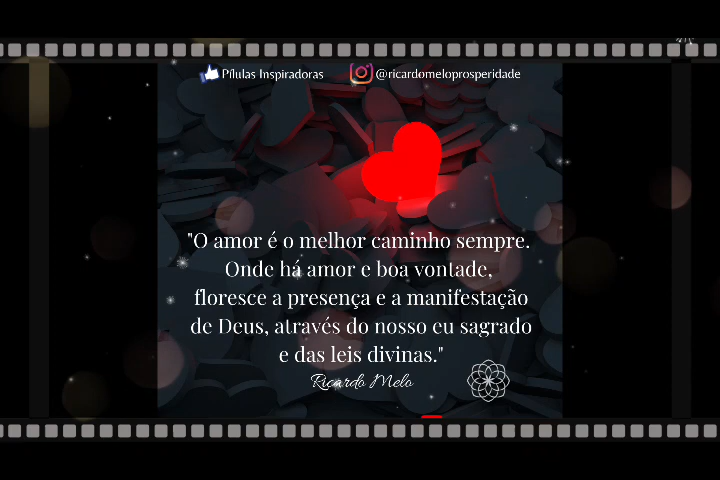 Pílulas Inspiradoras @ricardomeloprosperidade
"O amor é o melhor caminho sempre.
Onde há amor e boa vontade,
floresce a presença e a manifestação
de Deus, através do nosso eu sagrado
e das leis divinas."
Ricardo Melo